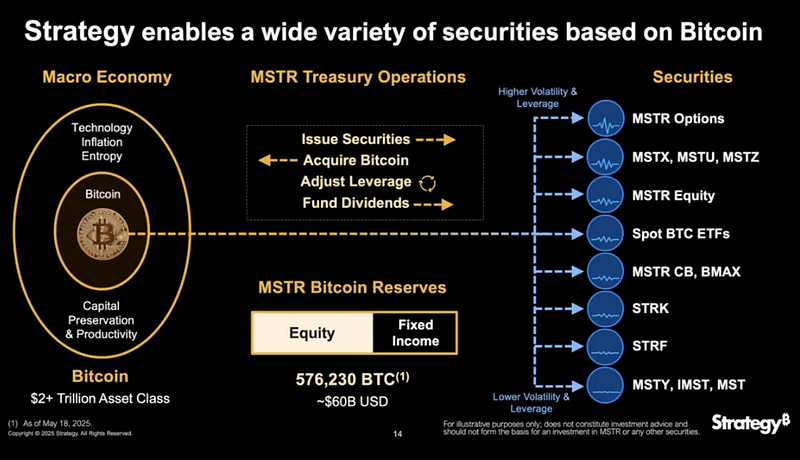 Strategy enables a wide variety of securities based on Bitcoin
Macro Economy
Technology
Inflation
Entropy
Bitcoin
Capital
Preservation
& Productivity
Bitcoin
$2+ Trillion Asset Class
MSTR Treasury Operations
Issue Securities
Acquire Bitcoin
Adjust Leverage
Fund Dividends
MSTR Bitcoin Reserves
Equity
Fixed
Income
576,230 BTC(1)
~$60B USD
Securities
Higher Volatility &
Leverage
MSTR Options
MSTX, MSTU, MSTZ
MSTR Equity
Spot BTC ETFs
MSTR CB, BMAX
STRK
STRF
MSTY, IMST, MST
Lower Volatility &
Leverage
(1) As of May 18, 2025.
Copyright © 2025 Strategy. All Rights Reserved.
14
For illustrative purposes only; does not constitute investment advice and
should not form the basis for an investment in MSTR or any other securities.
Strategy₿